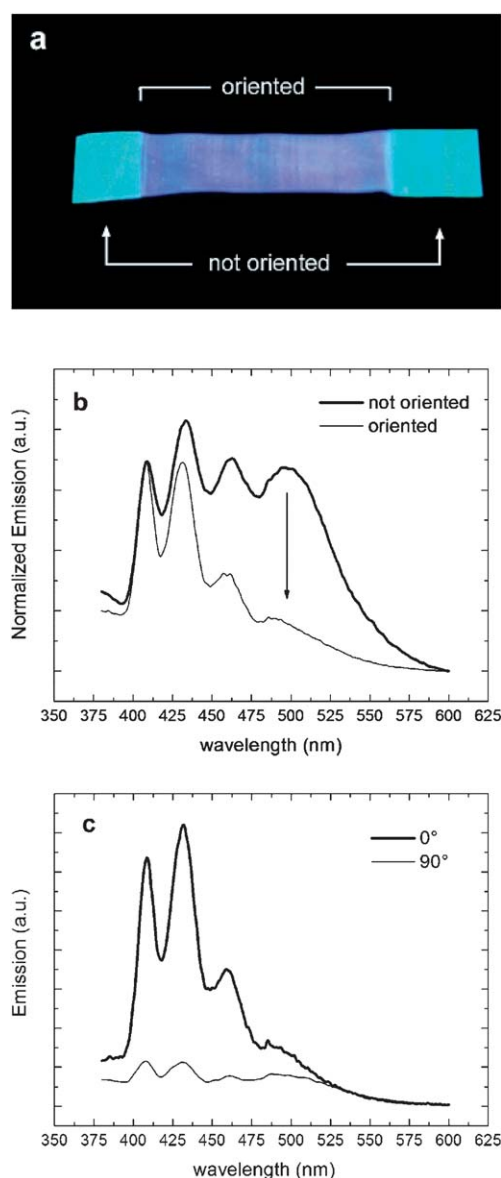 a
oriented
not oriented
b
not oriented
oriented
Normalized Emission (a.u.)
350 375 400 425 450 475 500 525 550 575 600 625
wavelength (nm)
c
0°
90°
Emission (a.u.)
350 375 400 425 450 475 500 525 550 575 600 625
wavelength (nm)